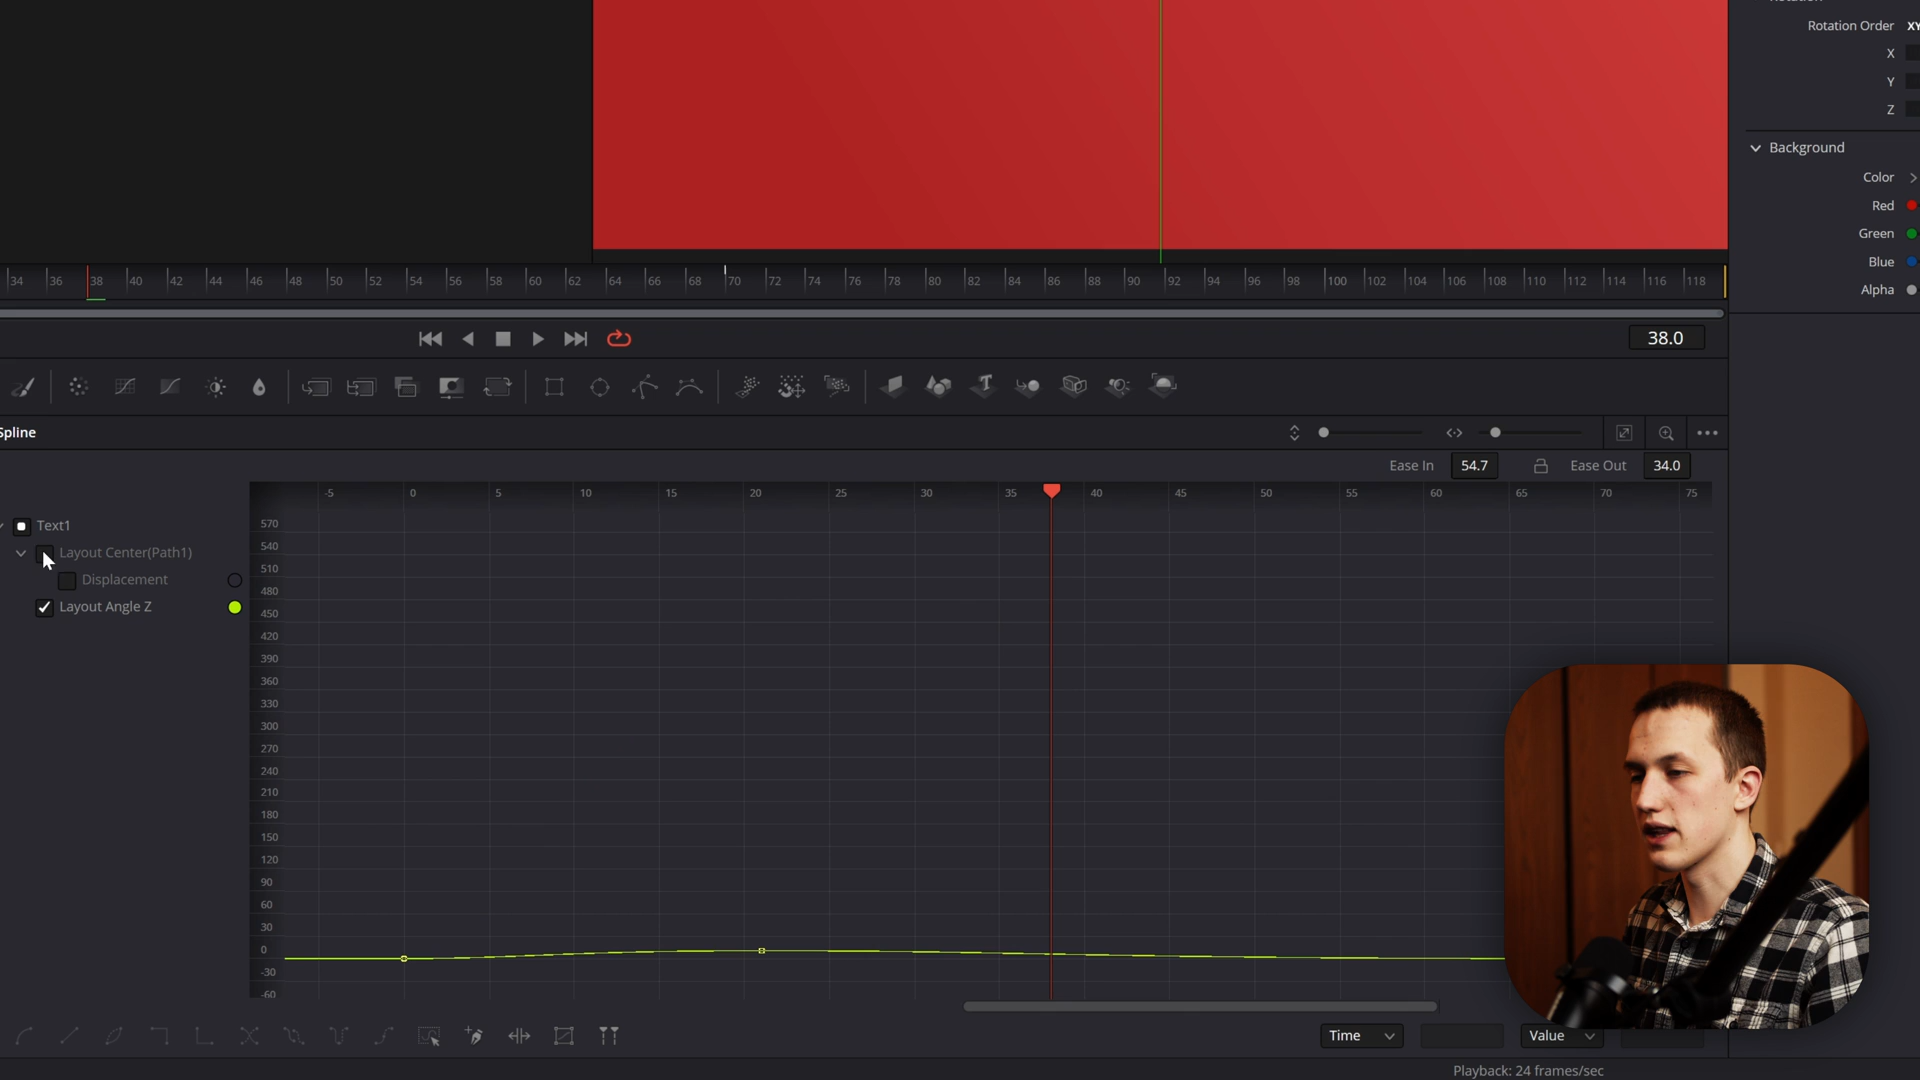 Rotation Order XY
X
Y
Z
Background
Color
Red
Green
Blue
Alpha
34 36 38 40 42 44 46 48 50 52 54 56 58 60 62 64 66 68 70 72 74 76 78 80 82 84 86 88 90 92 94 96 98 100 102 104 106 108 110 112 114 116 118
38.0
Spline
Ease In 54.7 Ease Out 34.0
-5 0 5 10 15 20 25 30 35 40 45 50 55 60 65 70 75
Text1
Layout Center(Path1)
Displacement
Layout Angle Z
570
540
510
480
450
420
390
360
330
300
270
240
210
180
150
120
90
60
30
0
-30
-60
Time Value
Playback: 24 frames/sec